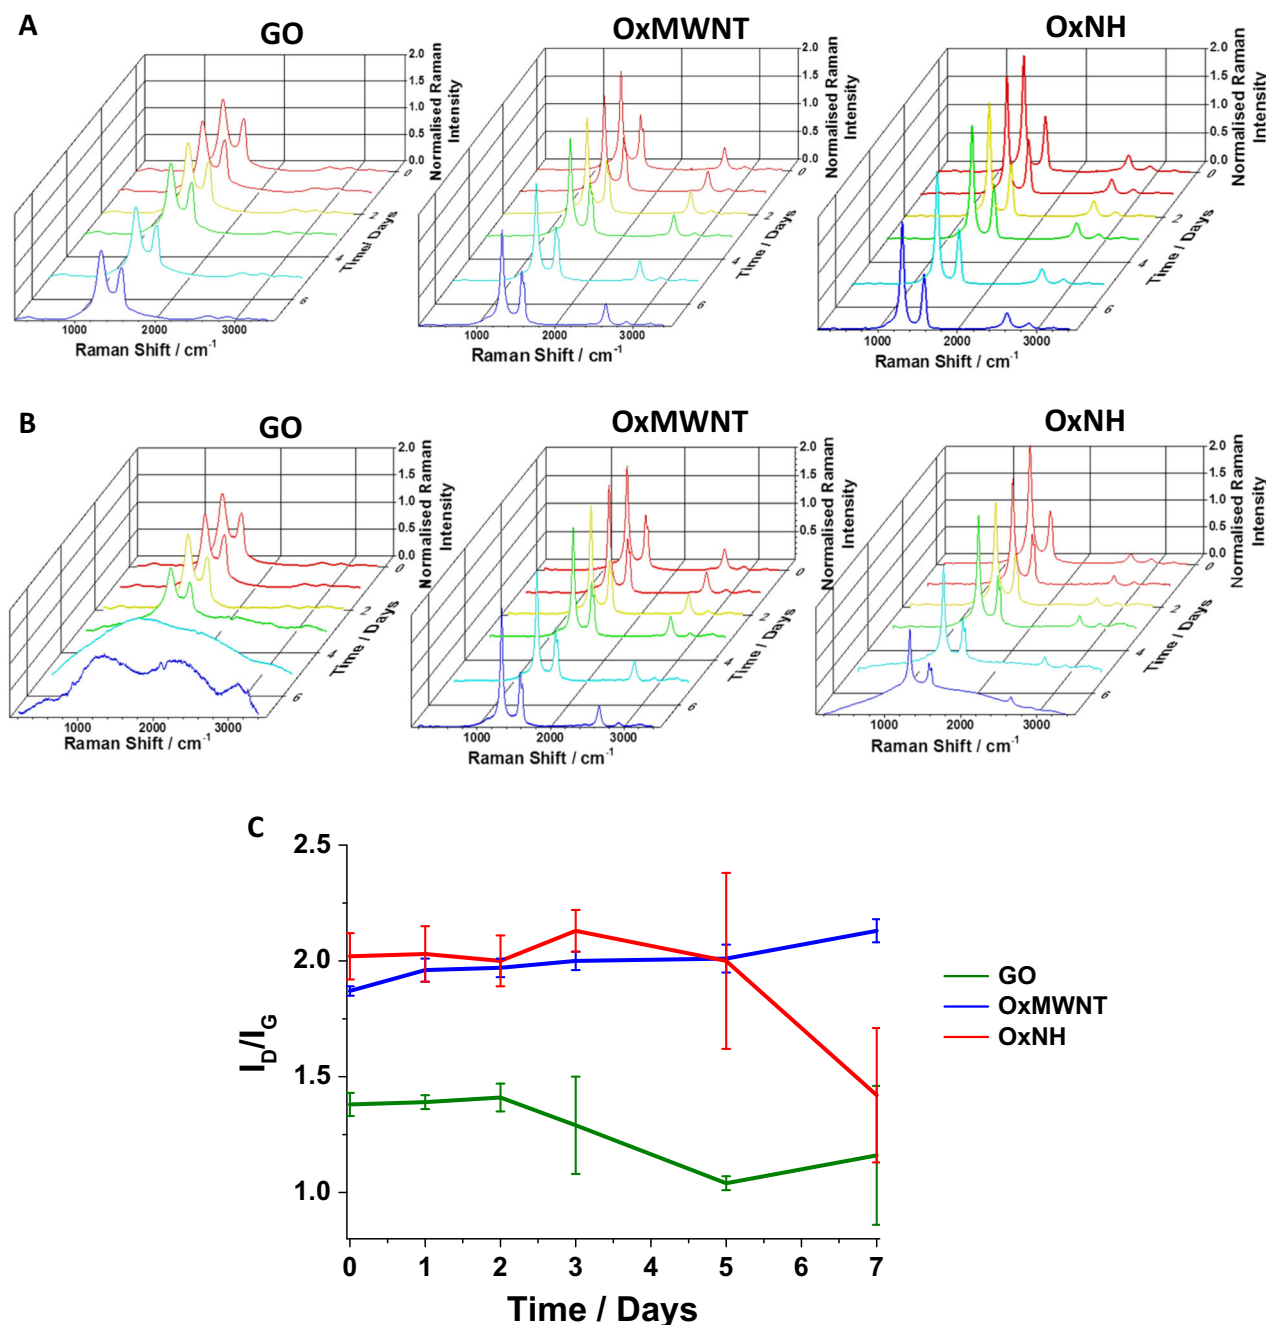 A
GO
OxMWNT
OxNH
2.0
1.5
1.0
0.5
0.0
0
2
4
6
Time/ Days
Normalised Raman
Intensity
1000
2000
3000
Raman Shift / cm-1
2.0
1.5
1.0
0.5
0.0
0
2
4
6
Time / Days
Normalised Raman
Intensity
1000
2000
3000
Raman Shift / cm-1
2.0
1.5
1.0
0.5
0.0
0
2
4
6
Time / Days
Normalised Raman
Intensity
1000
2000
3000
Raman Shift / cm-1
B
GO
OxMWNT
OxNH
2.0
1.5
1.0
0.5
0.0
0
2
4
6
Time / Days
Normalised Raman
Intensity
1000
2000
3000
Raman Shift / cm-1
2.0
1.5
1.0
0.5
0.0
0
2
4
6
Time / Days
Normalised Raman
Intensity
1000
2000
3000
Raman Shift / cm-1
2.0
1.5
1.0
0.5
0.0
0
2
4
6
Time / Days
Normalised Raman
Intensity
1000
2000
3000
Raman Shift / cm-1
C
2.5
2.0
1.5
1.0
ID/IG
0 1 2 3 4 5 6 7
Time / Days
GO
OxMWNT
OxNH